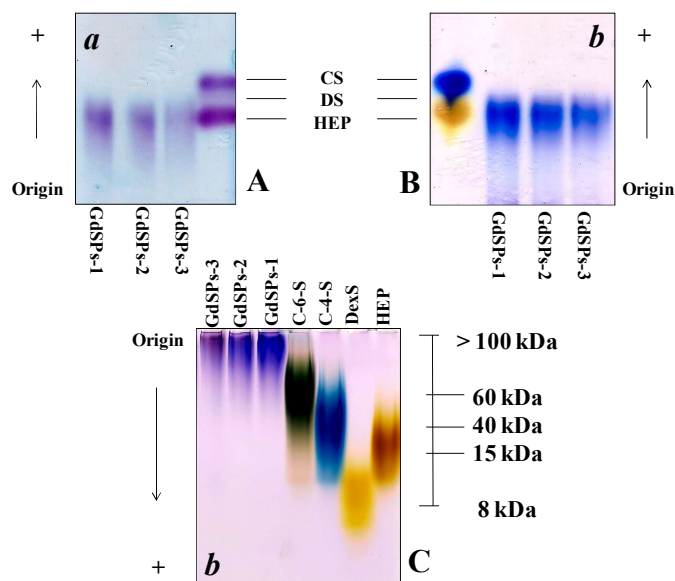 +
a
b
+
CS
DS
HEP
Origin
A
B
Origin
GdSPs-1
GdSPs-2
GdSPs-3
GdSPs-1
GdSPs-2
GdSPs-3
GdSPs-3
GdSPs-2
GdSPs-1
C-6-S
C-4-S
DexS
HEP
Origin
> 100 kDa
60 kDa
40 kDa
15 kDa
8 kDa
+
b
C